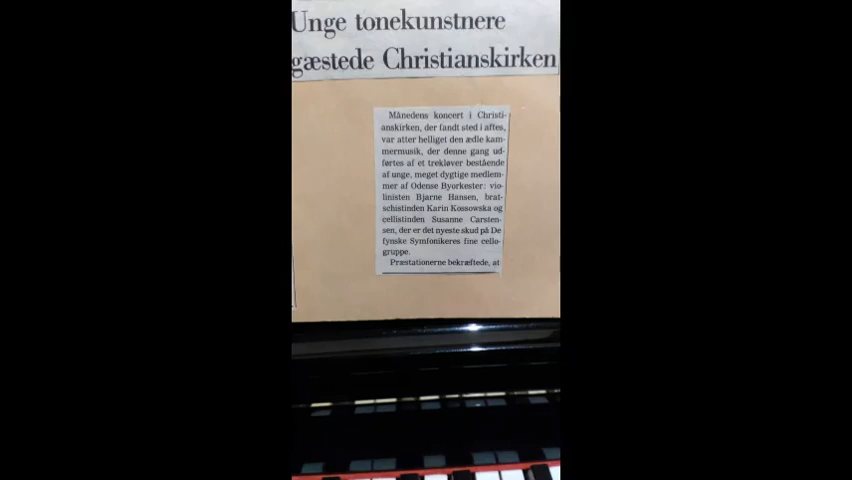 Unge tonekunstnere
gæstede Christianskirken
Månedens koncert i Christi-
anskirken, der fandt sted i aftes,
var atter helliget den ædle kam-
mermusik, der denne gang ud-
førtes af et trekløver bestående
af unge, meget dygtige medlem-
mer af Odense Byorkester: vio-
linisten Bjarne Hansen, brat-
schistinden Karin Kossowska og
cellistinden Susanne Carsten-
sen, der er det nyeste skud på De
fynske Symfonikeres fine cello-
gruppe.
Præstationerne bekræftede, at